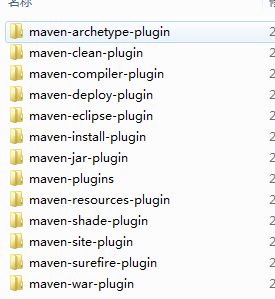 名称
maven-archetype-plugin
maven-clean-plugin
maven-compiler-plugin
maven-deploy-plugin
maven-eclipse-plugin
maven-install-plugin
maven-jar-plugin
maven-plugins
maven-resources-plugin
maven-shade-plugin
maven-site-plugin
maven-surefire-plugin
maven-war-plugin